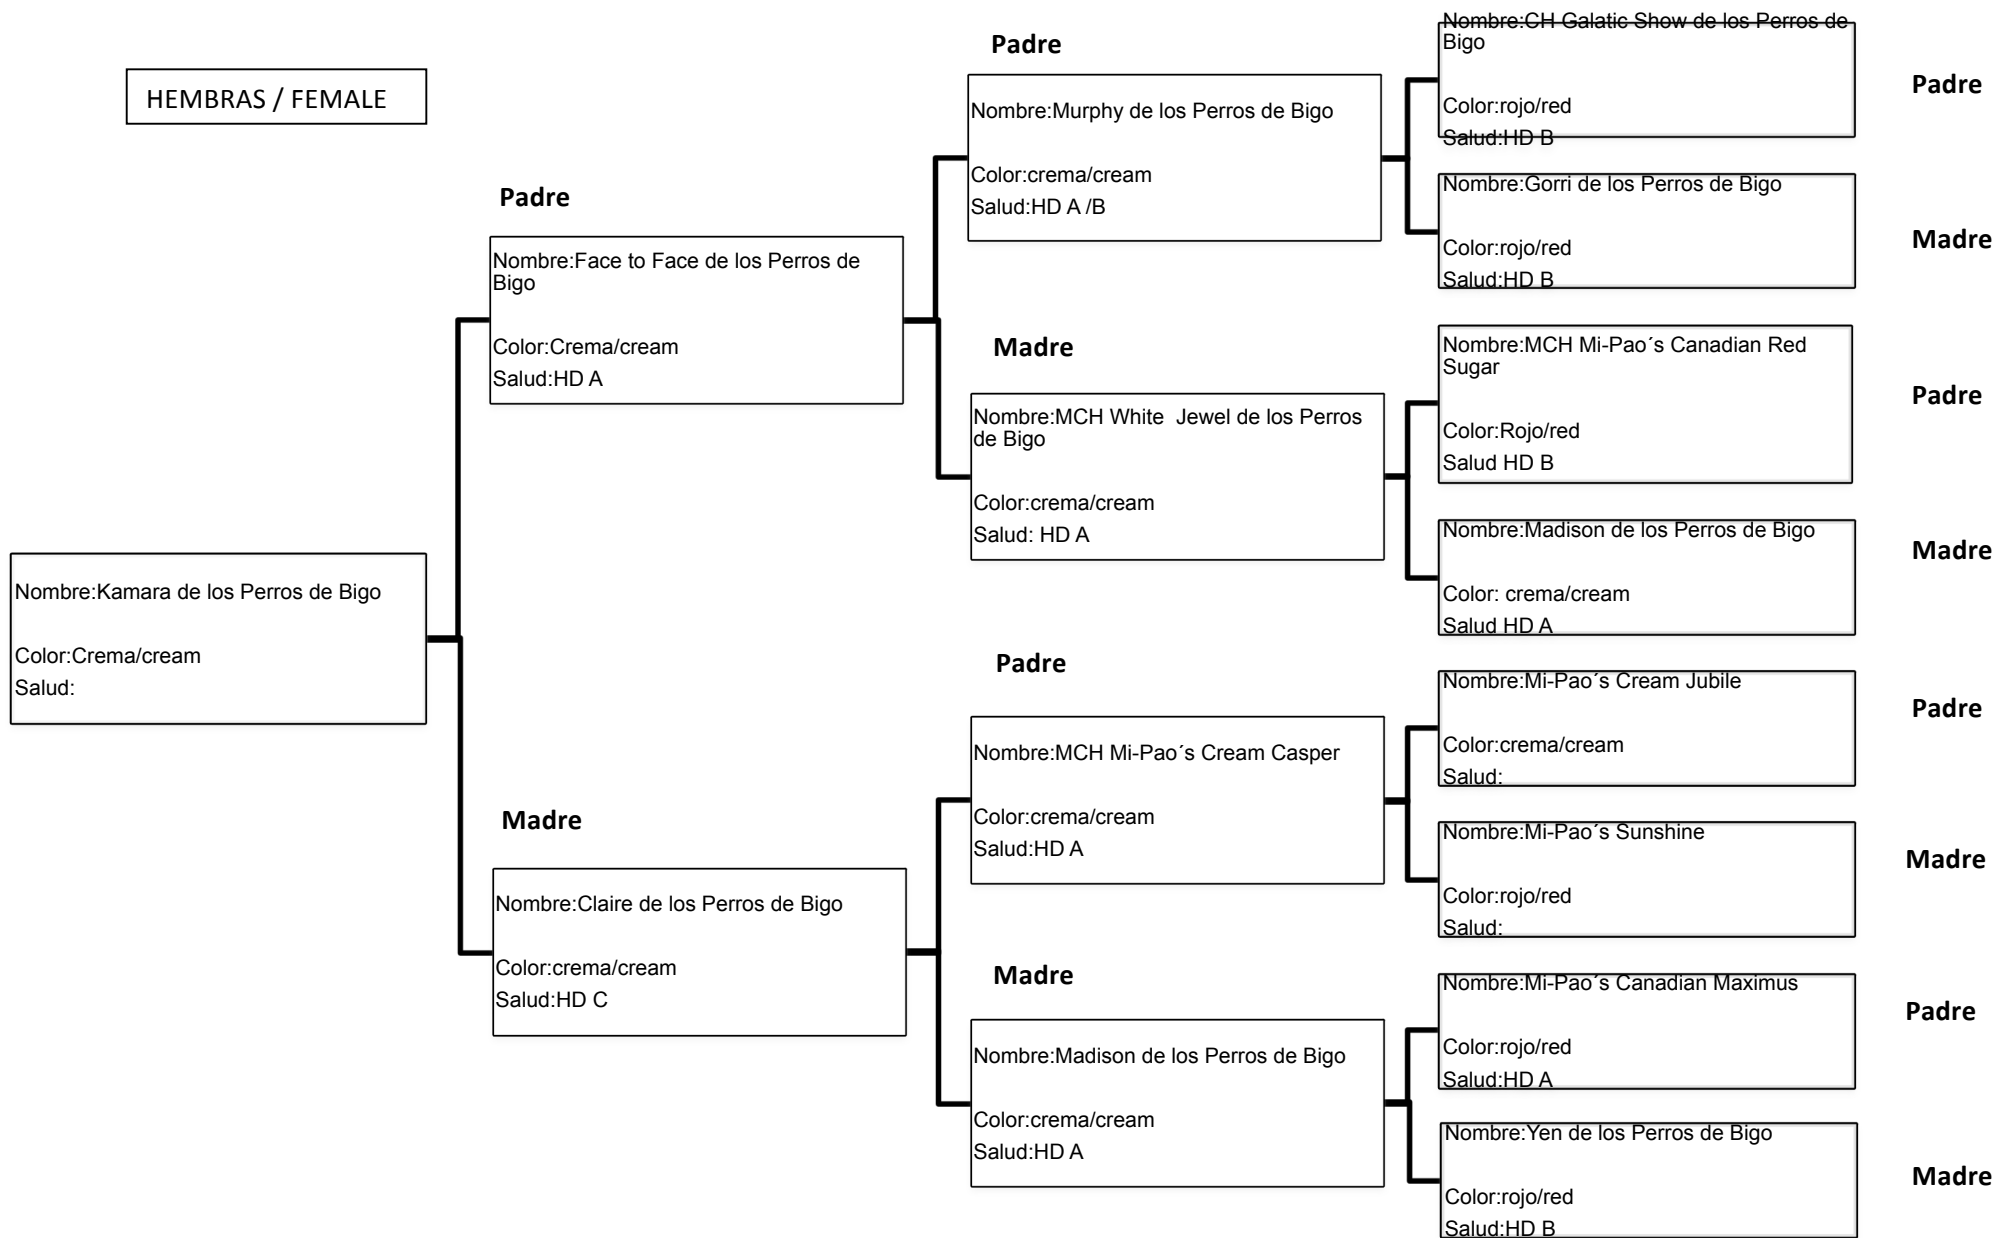 HEMBRAS / FEMALE
Nombre:Kamara de los Perros de Bigo
Color:Crema/cream
Salud:
Padre
Nombre:Face to Face de los Perros de
Bigo
Color:Crema/cream
Salud:HD A
Madre
Nombre:Claire de los Perros de Bigo
Color:crema/cream
Salud:HD C
Padre
Nombre:Murphy de los Perros de Bigo
Color:crema/cream
Salud:HD A /B
Madre
Nombre:MCH White  Jewel de los Perros
de Bigo
Color:crema/cream
Salud: HD A
Padre
Nombre:MCH Mi-Pao´s Cream Casper
Color:crema/cream
Salud:HD A
Madre
Nombre:Madison de los Perros de Bigo
Color:crema/cream
Salud:HD A
Nombre:CH Galatic Show de los Perros de
Bigo
Color:rojo/red
Salud:HD B
Padre
Nombre:Gorri de los Perros de Bigo
Color:rojo/red
Salud:HD B
Madre
Nombre:MCH Mi-Pao´s Canadian Red
Sugar
Color:Rojo/red
Salud HD B
Padre
Nombre:Madison de los Perros de Bigo
Color: crema/cream
Salud HD A
Madre
Nombre:Mi-Pao´s Cream Jubile
Color:crema/cream
Salud:
Padre
Nombre:Mi-Pao´s Sunshine
Color:rojo/red
Salud:
Madre
Nombre:Mi-Pao´s Canadian Maximus
Color:rojo/red
Salud:HD A
Padre
Nombre:Yen de los Perros de Bigo
Color:rojo/red
Salud:HD B
Madre